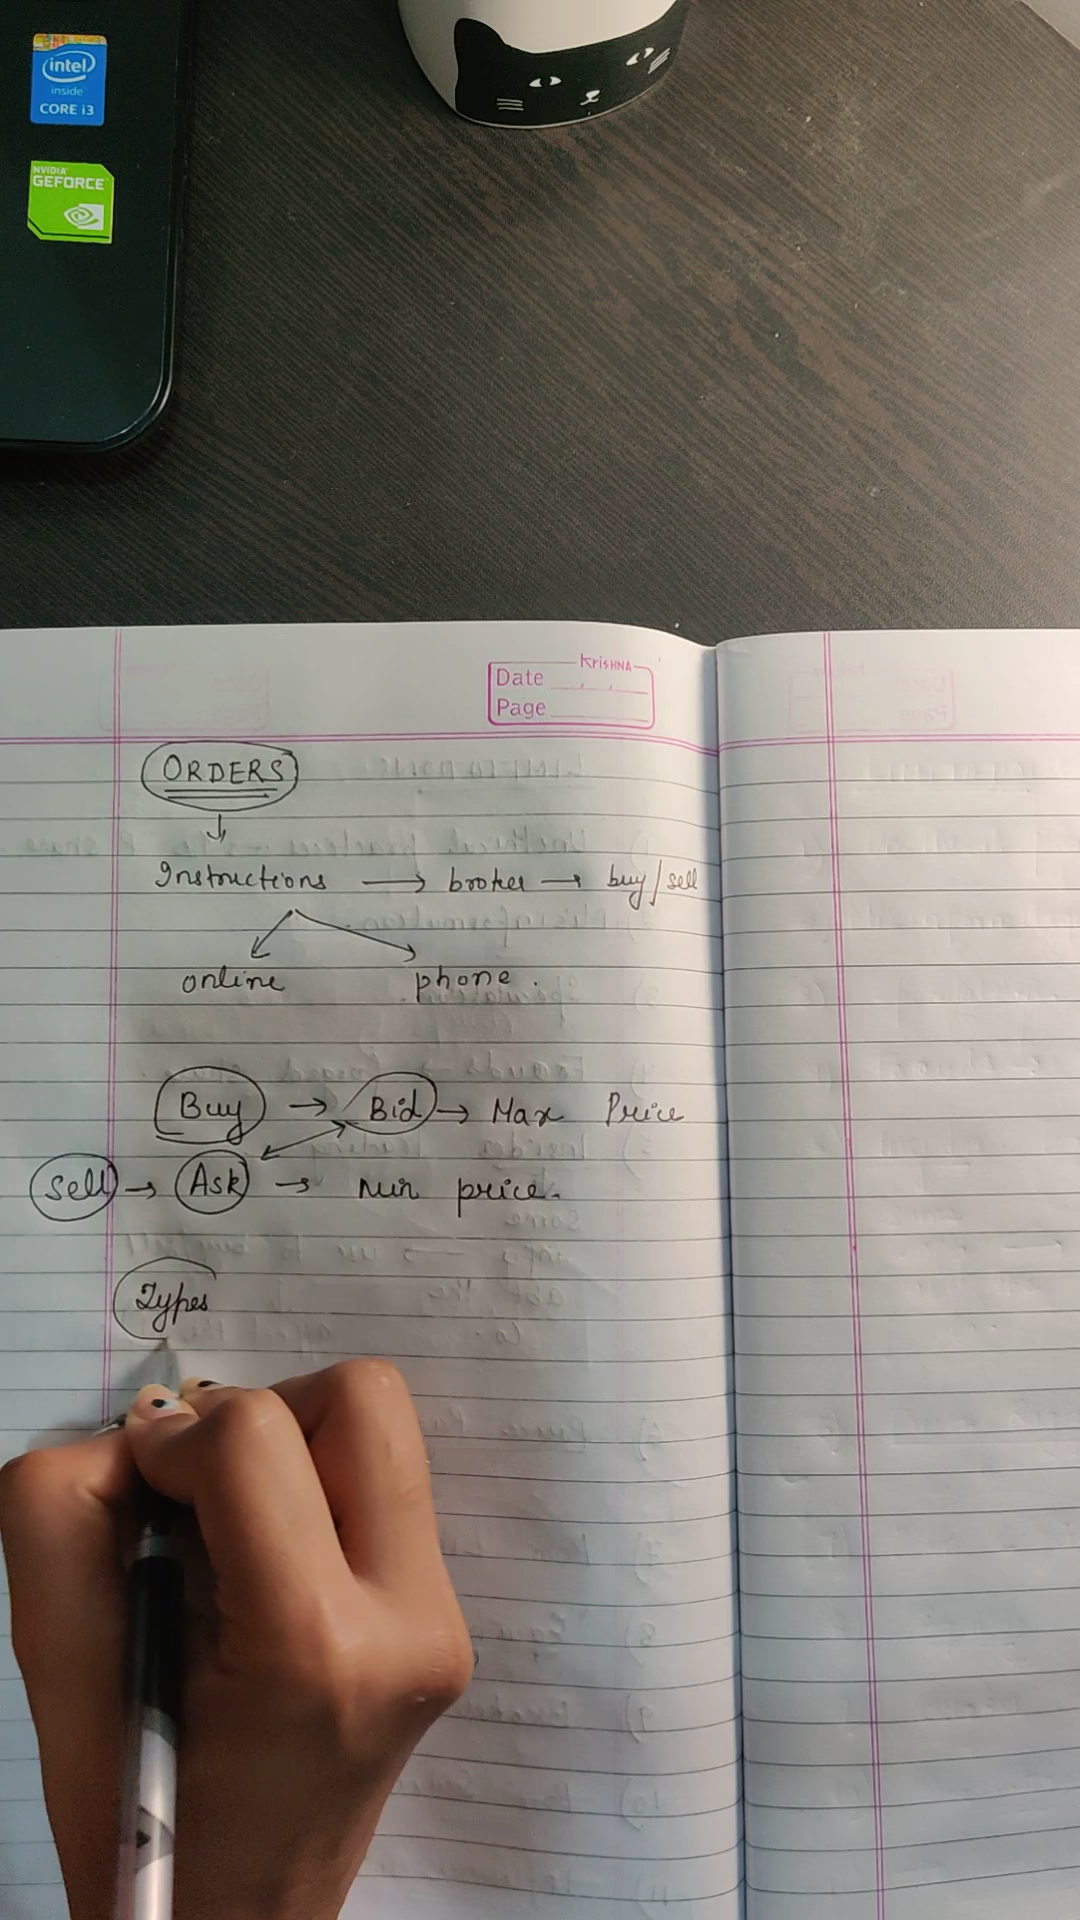 intel
inside
CORE i3
NVIDIA
GEFORCE
KRISHNA
Date
Page
ORDERS
Instructions → broker → buy/sell
online phone.
Buy → Bid → Max Price
Sell → Ask → Min price.
Types